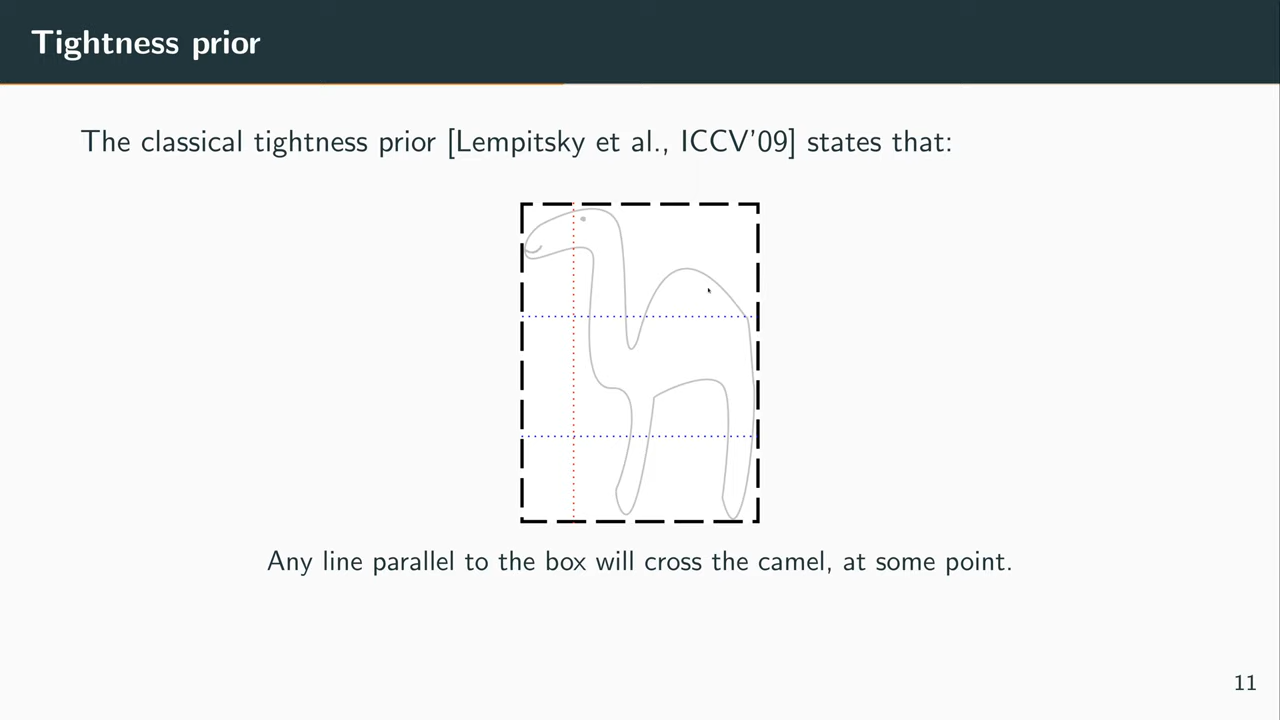 Tightness prior
The classical tightness prior [Lempitsky et al., ICCV'09] states that:
Any line parallel to the box will cross the camel, at some point.
11